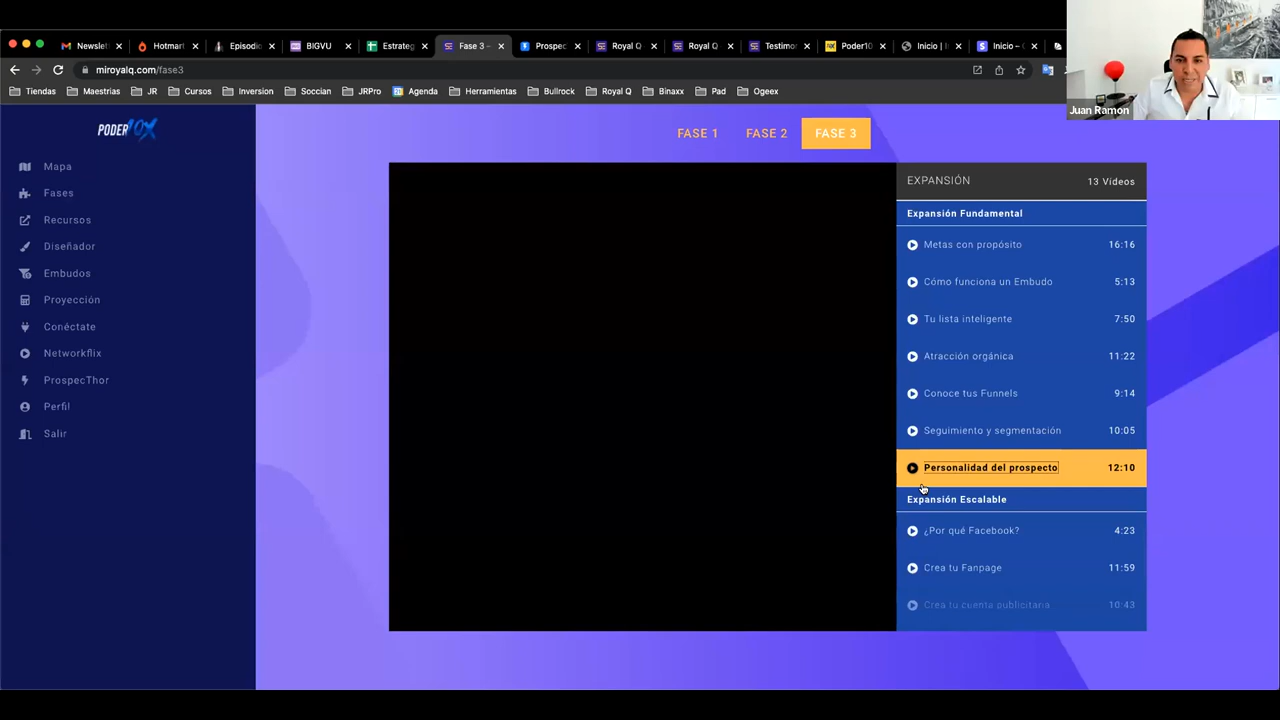 Newslet
Hotmart
Episodio
BIGVU
Estrateg
Fase 3 –
Prospec
Royal Q
Royal Q
Testimo
Poder10
Inicio | I
Inicio –
miroyalq.com/fase3
Tiendas
Maestrias
JR
Cursos
Inversion
Soccian
JRPro
Agenda
Herramientas
Bullrock
Royal Q
Binaxx
Pad
Ogeex
Juan Ramon
PODER10X
Mapa
Fases
Recursos
Diseñador
Embudos
Proyección
Conéctate
Networkflix
ProspecThor
Perfil
Salir
FASE 1 FASE 2 FASE 3
EXPANSIÓN 13 Vídeos
Expansión Fundamental
Metas con propósito 16:16
Cómo funciona un Embudo 5:13
Tu lista inteligente 7:50
Atracción orgánica 11:22
Conoce tus Funnels 9:14
Seguimiento y segmentación 10:05
Personalidad del prospecto 12:10
Expansión Escalable
¿Por qué Facebook? 4:23
Crea tu Fanpage 11:59
Crea tu cuenta publicitaria 10:43